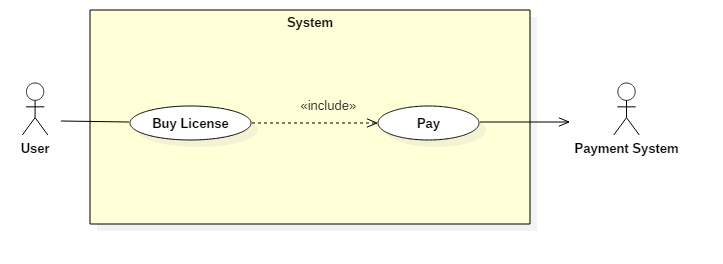 System
«include»
Buy License
Pay
User
Payment System